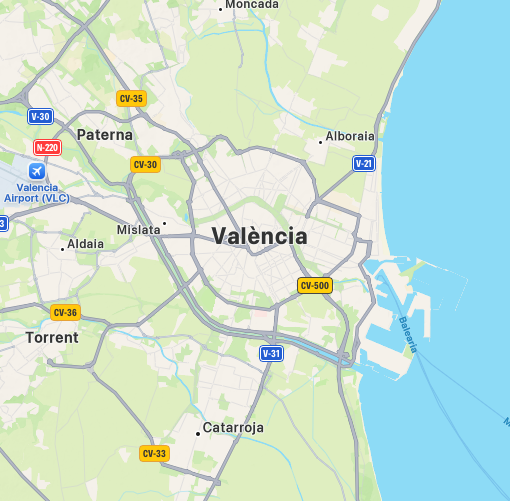 Moncada
CV-35
V-30
Paterna
Alboraia
N-220
CV-30
V-21
Valencia
Airport (VLC)
3
Mislata
València
Aldaia
CV-500
CV-36
Balearia
Torrent
V-31
Catarroja
CV-33
M